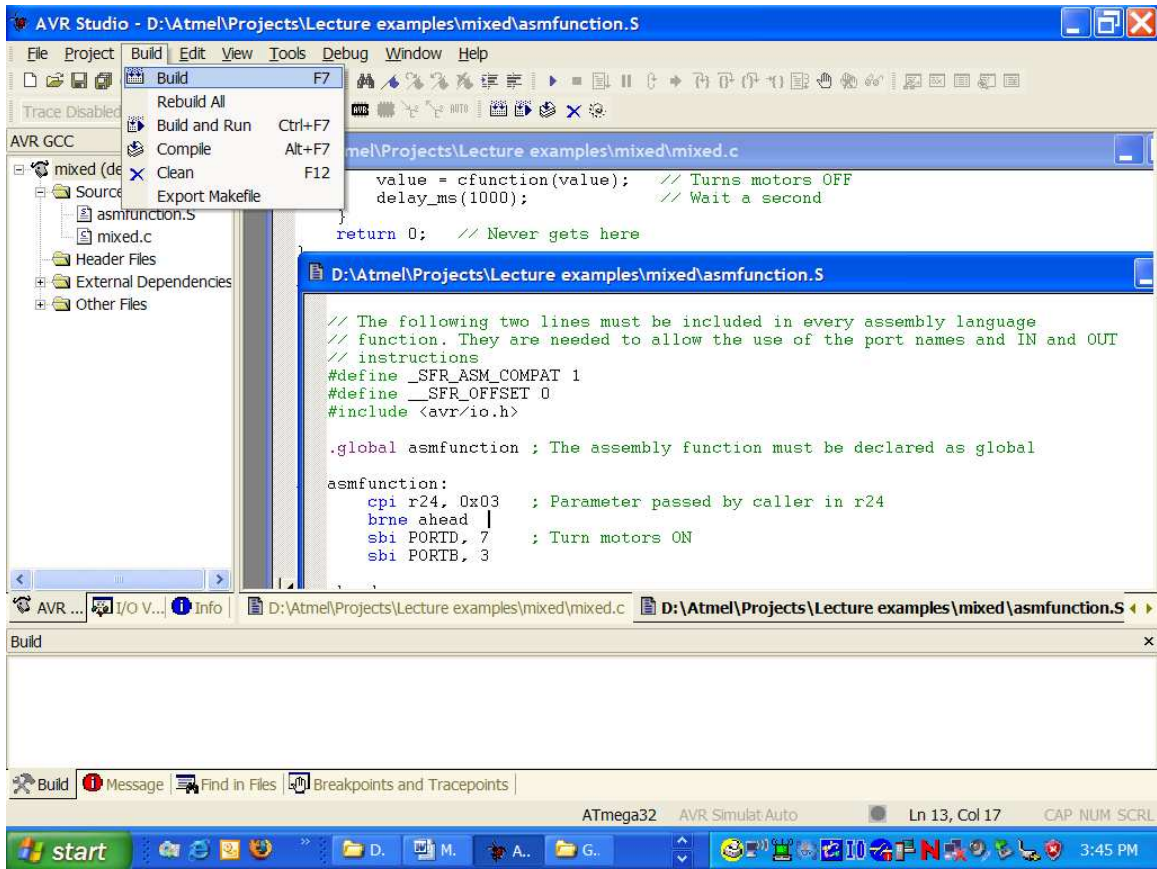 AVR Studio - D:\Atmel\Projects\Lecture examples\mixed\asmfunction.S
File Project Build Edit View Tools Debug Window Help
Build F7
Rebuild All
Build and Run Ctrl+F7
Compile Alt+F7
Clean F12
Export Makefile
Trace Disabled
AVR AUTO
AVR GCC
mixed (de
Source
asmfunction.S
mixed.c
Header Files
External Dependencies
Other Files
mel\Projects\Lecture examples\mixed\mixed.c
value = cfunction(value); // Turns motors OFF
delay_ms(1000); // Wait a second
}
return 0; // Never gets here
D:\Atmel\Projects\Lecture examples\mixed\asmfunction.S
// The following two lines must be included in every assembly language
// function. They are needed to allow the use of the port names and IN and OUT
// instructions
#define _SFR_ASM_COMPAT 1
#define __SFR_OFFSET 0
#include <avr/io.h>
.global asmfunction ; The assembly function must be declared as global
asmfunction:
cpi r24, 0x03 ; Parameter passed by caller in r24
brne ahead
sbi PORTD, 7 ; Turn motors ON
sbi PORTB, 3
AVR ... I/O V... Info D:\Atmel\Projects\Lecture examples\mixed\mixed.c D:\Atmel\Projects\Lecture examples\mixed\asmfunction.S
Build
Build Message Find in Files Breakpoints and Tracepoints
ATmega32 AVR Simulat Auto Ln 13, Col 17 CAP NUM SCRL
start D. M. A.. G.. 3:45 PM